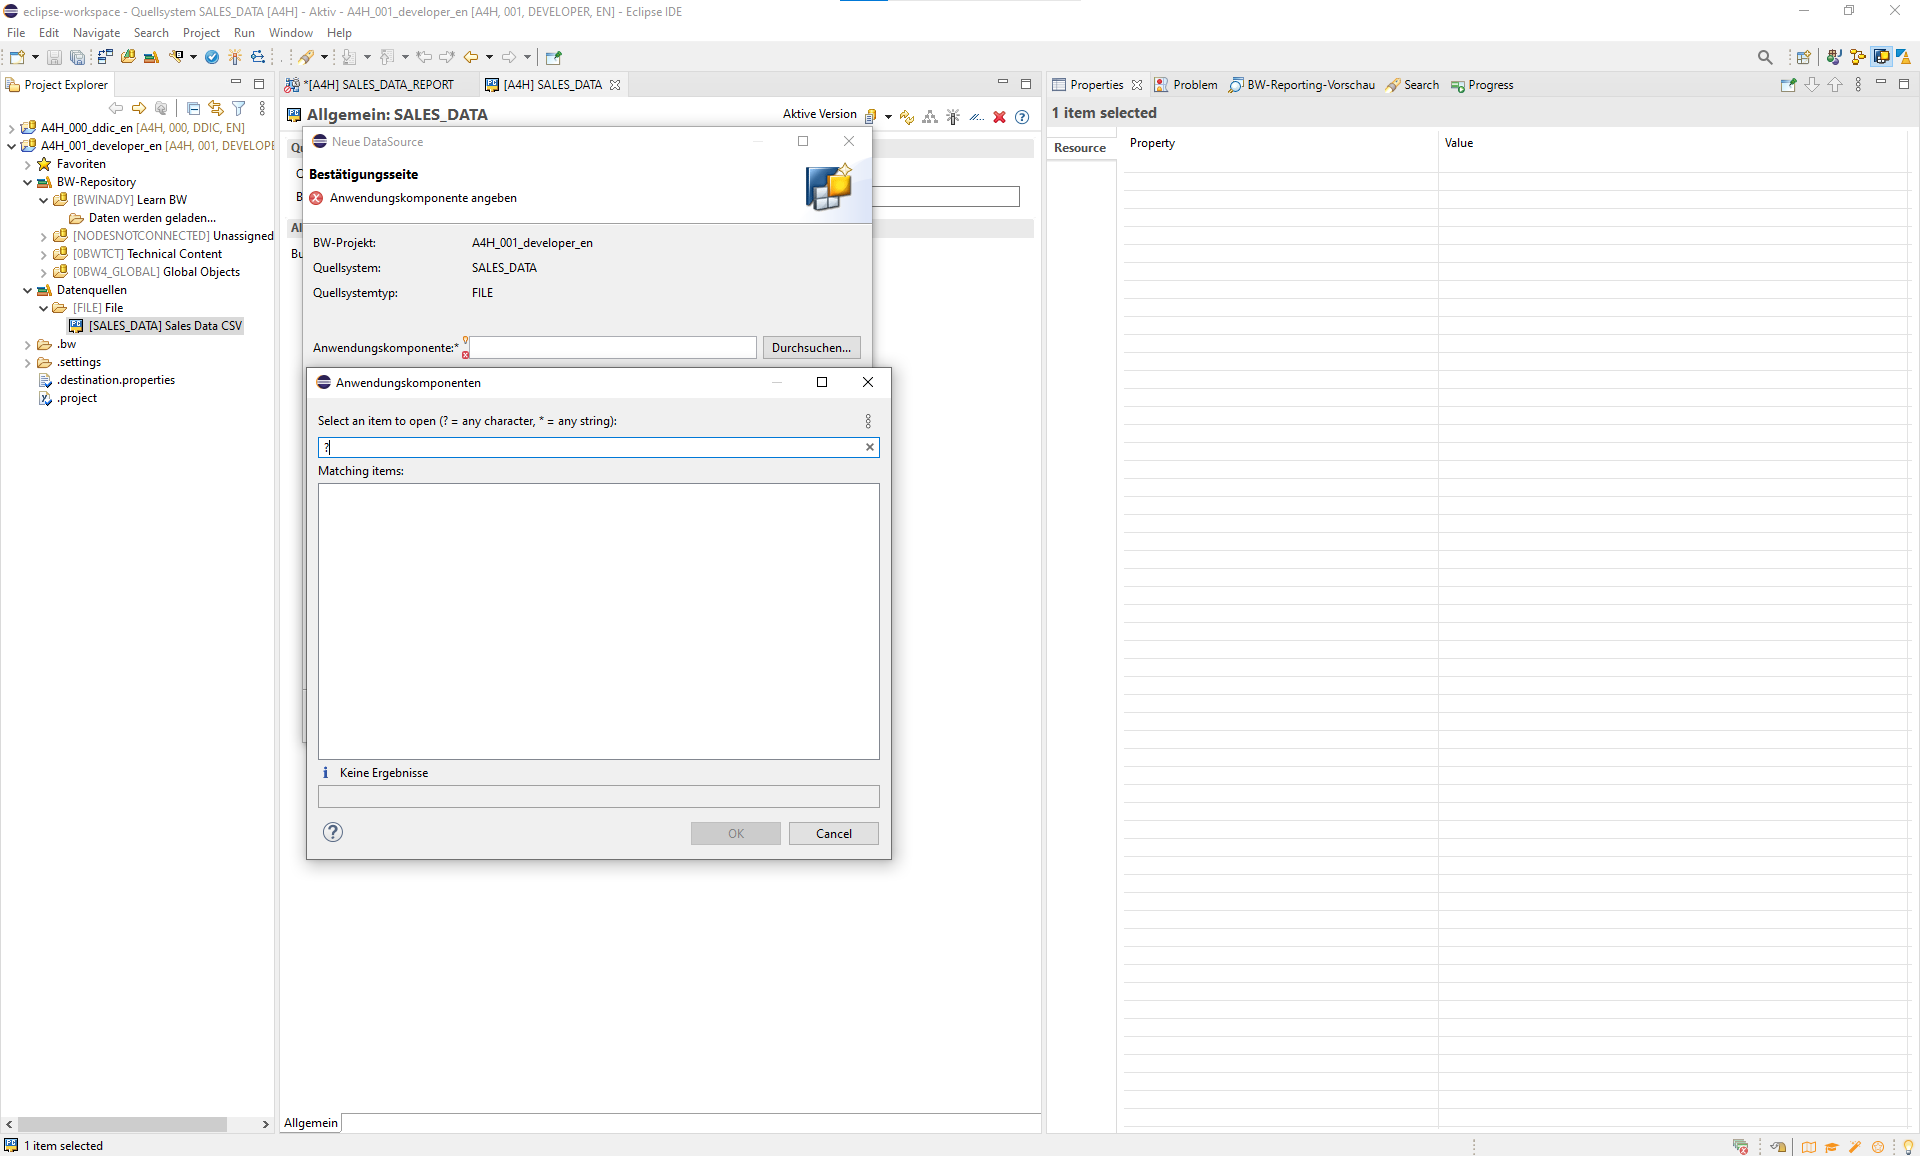 eclipse-workspace - Quellsystem SALES_DATA [A4H] - Aktiv - A4H_001_developer_en [A4H, 001, DEVELOPER, EN] - Eclipse IDE
File Edit Navigate Search Project Run Window Help
Project Explorer
*[A4H] SALES_DATA_REPORT
[A4H] SALES_DATA
Properties
Problem
BW-Reporting-Vorschau
Search
Progress
A4H_000_ddic_en [A4H, 000, DDIC, EN]
A4H_001_developer_en [A4H, 001, DEVELOPE
Favoriten
BW-Repository
[BWINADY] Learn BW
Daten werden geladen...
[NODESNOTCONNECTED] Unassigned
[0BWTCT] Technical Content
[0BW4_GLOBAL] Global Objects
Datenquellen
[FILE] File
[SALES_DATA] Sales Data CSV
.bw
.settings
.destination.properties
.project
Allgemein: SALES_DATA
Aktive Version
Qu
B
Al
Bu
Neue DataSource
Bestätigungsseite
Anwendungskomponente angeben
BW-Projekt: A4H_001_developer_en
Quellsystem: SALES_DATA
Quellsystemtyp: FILE
Anwendungskomponente:* Durchsuchen...
Anwendungskomponenten
Select an item to open (? = any character, * = any string):
?
Matching items:
Keine Ergebnisse
OK Cancel
Allgemein
1 item selected
Resource
Property Value
1 item selected